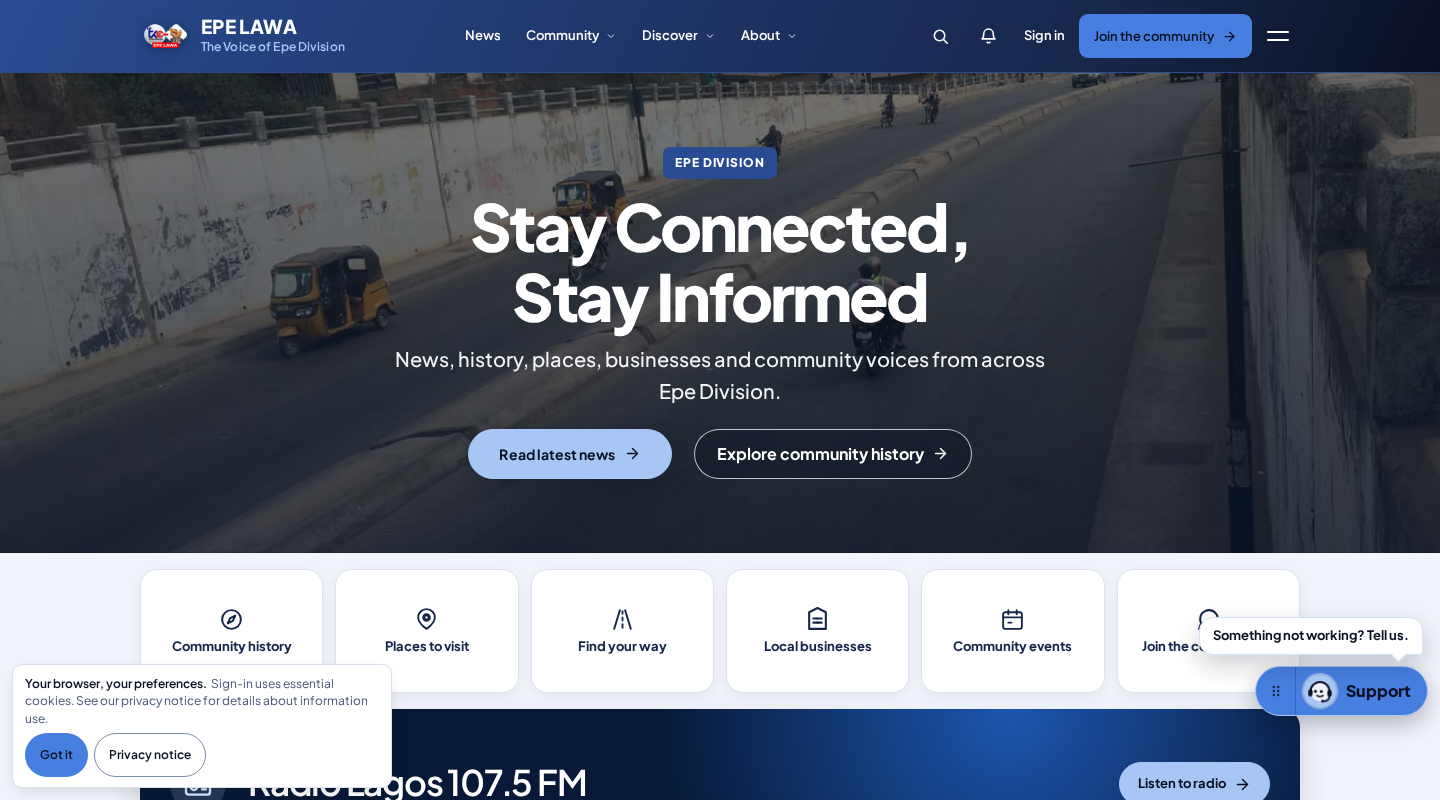 EPE LAWA
The Voice of Epe Division
News
Community
Discover
About
Sign in
Join the community
EPE DIVISION
Stay Connected,
Stay Informed
News, history, places, businesses and community voices from across
Epe Division.
Read latest news
Explore community history
Community history
Places to visit
Find your way
Local businesses
Community events
Join the
Something not working? Tell us.
Support
Your browser, your preferences. Sign-in uses essential
cookies. See our privacy notice for details about information
use.
Got it
Privacy notice
Radio Lagos 107.5 FM
Listen to radio